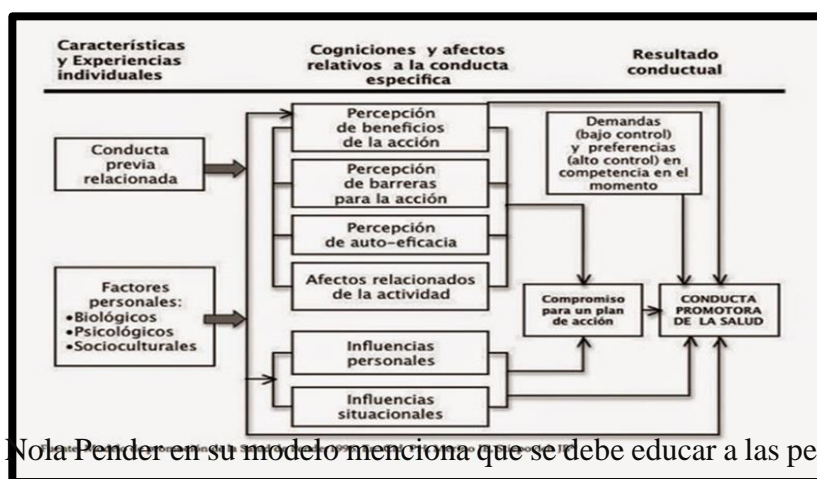 Características
y Experiencias
individuales
Cogniciones y afectos
relativos a la conducta
especifica
Resultado
conductual
Conducta
previa
relacionada
Factores
personales:
•Biológicos
•Psicológicos
•Socioculturales
Percepción
de beneficios
de la acción
Percepción
de barreras
para la acción
Percepción
de auto-eficacia
Afectos relacionados
de la actividad
Influencias
personales
Influencias
situacionales
Demandas
(bajo control)
y preferencias
(alto control) en
competencia en el
momento
Compromiso
para un plan
de acción
CONDUCTA
PROMOTORA
DE LA SALUD
Nola Pender en su modelo menciona que se debe educar a las pe